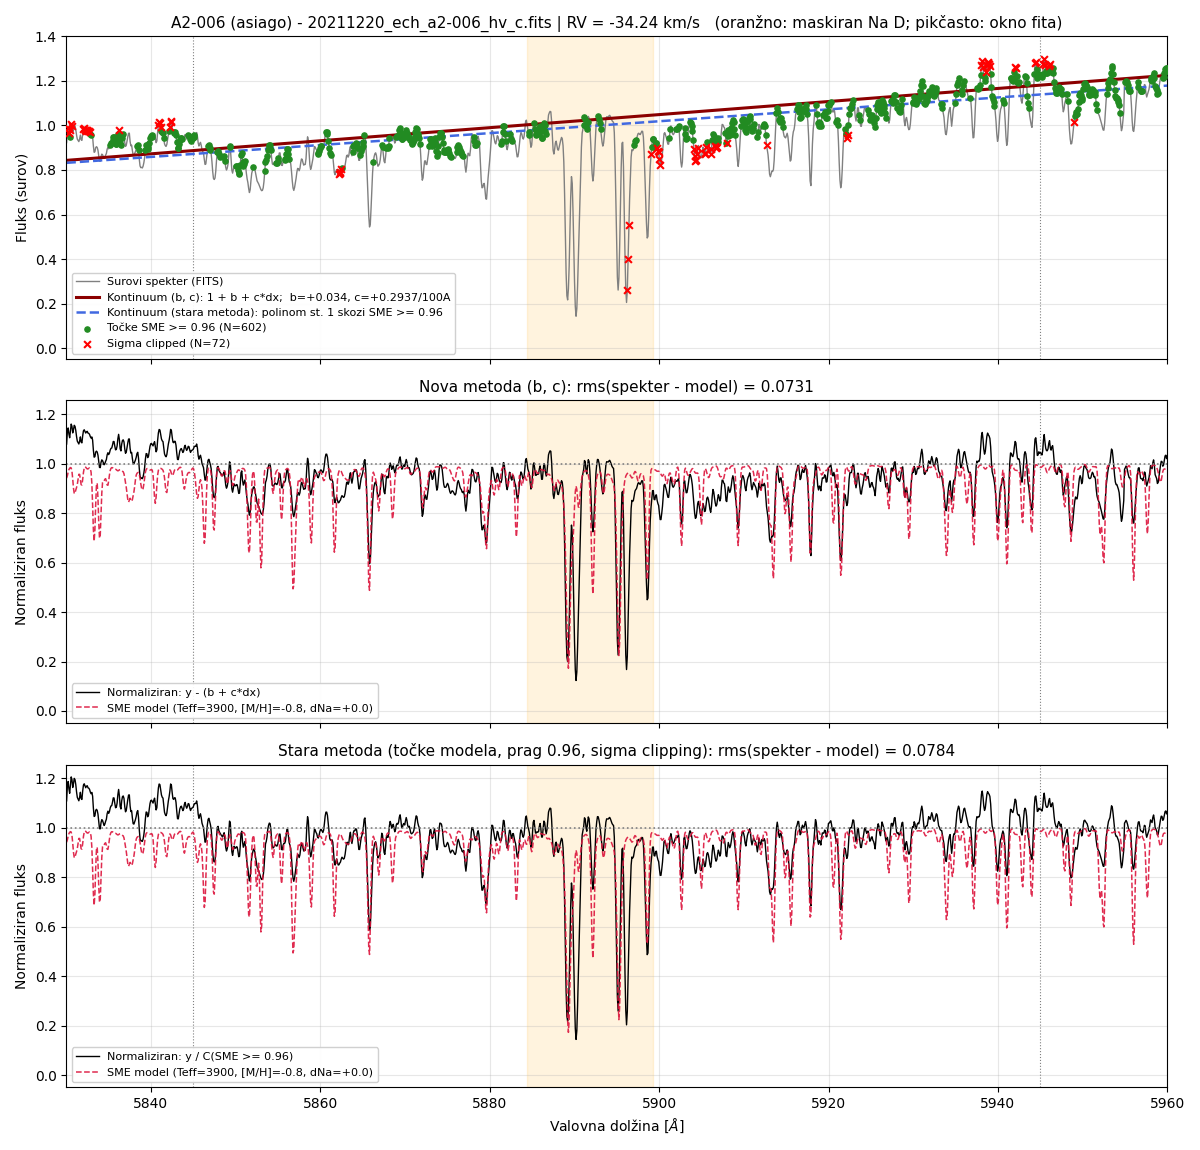 A2-006 (asiago) - 20211220_ech_a2-006_hv_c.fits | RV = -34.24 km/s   (oranžno: maskiran Na D; pikčasto: okno fita)
1.4
1.2
1.0
0.8
0.6
0.4
0.2
0.0
Fluks (surov)
Surovi spekter (FITS)
Kontinuum (b, c): 1 + b + c*dx;  b=+0.034, c=+0.2937/100A
Kontinuum (stara metoda): polinom st. 1 skozi SME >= 0.96
Točke SME >= 0.96 (N=602)
Sigma clipped (N=72)
Nova metoda (b, c): rms(spekter - model) = 0.0731
1.2
1.0
0.8
0.6
0.4
0.2
0.0
Normaliziran fluks
Normaliziran: y - (b + c*dx)
SME model (Teff=3900, [M/H]=-0.8, dNa=+0.0)
Stara metoda (točke modela, prag 0.96, sigma clipping): rms(spekter - model) = 0.0784
1.2
1.0
0.8
0.6
0.4
0.2
0.0
Normaliziran fluks
Normaliziran: y / C(SME >= 0.96)
SME model (Teff=3900, [M/H]=-0.8, dNa=+0.0)
5840 5860 5880 5900 5920 5940 5960
Valovna dolžina [Å]